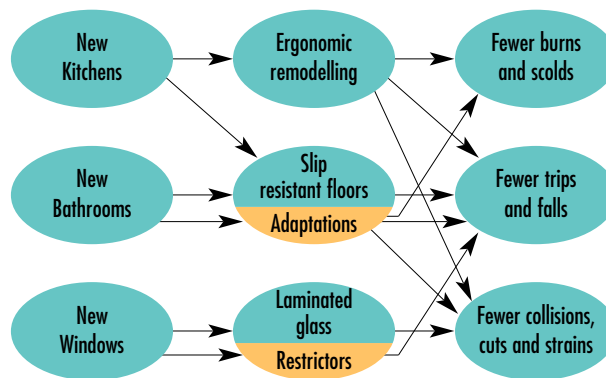 New
Kitchens
Ergonomic
remodelling
Fewer burns
and scolds
New
Bathrooms
Slip
resistant floors
Adaptations
Fewer trips
and falls
New
Windows
Laminated
glass
Restrictors
Fewer collisions,
cuts and strains